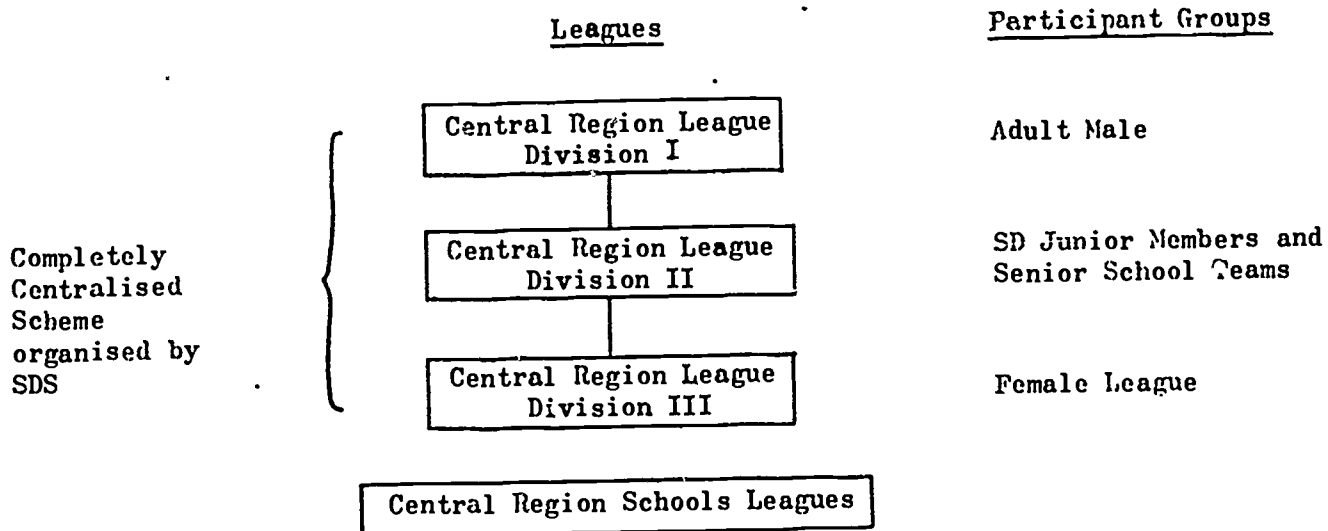 Leagues
Participant Groups
Central Region League
Division I
Adult Male
Completely
Centralised
Scheme
organised by
SDS
Central Region League
Division II
SD Junior Members and
Senior School Teams
Central Region League
Division III
Female League
Central Region Schools Leagues